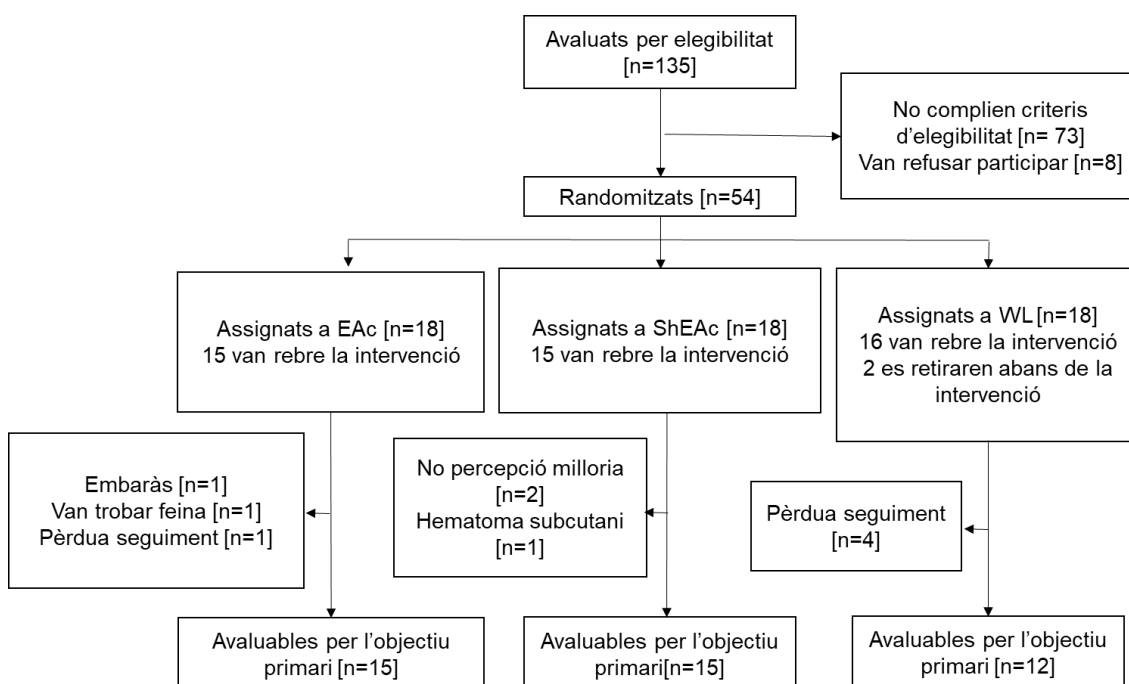 Avaluats per elegibilitat
[n=135]
No complien criteris
d’elegibilitat [n= 73]
Van refusar participar [n=8]
Randomitzats [n=54]
Assignats a EAc [n=18]
15 van rebre la intervenció
Assignats a ShEAc [n=18]
15 van rebre la intervenció
Assignats a WL [n=18]
16 van rebre la intervenció
2 es retiraren abans de la
intervenció
Embaràs [n=1]
Van trobar feina [n=1]
Pèrdua seguiment [n=1]
No percepció milloria
[n=2]
Hematoma subcutani
[n=1]
Pèrdua seguiment
[n=4]
Avaluables per l’objectiu
primari [n=15]
Avaluables per l’objectiu
primari[n=15]
Avaluables per l’objectiu
primari [n=12]